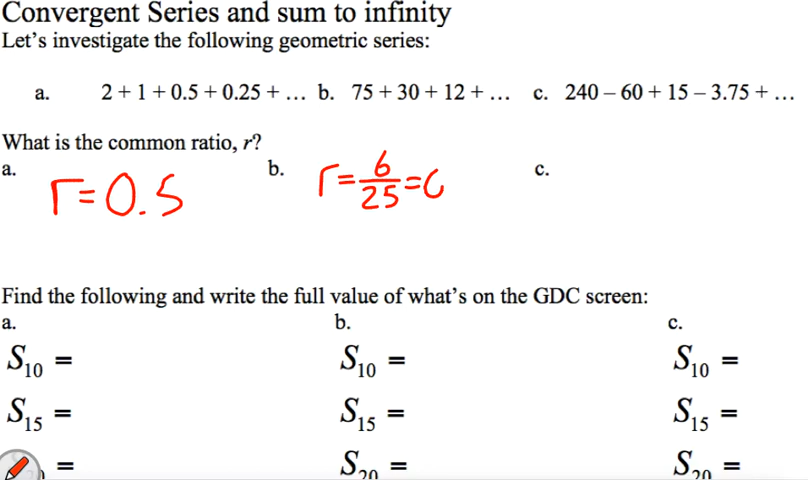 Convergent Series and sum to infinity
Let's investigate the following geometric series:
a. 2 + 1 + 0.5 + 0.25 + … b. 75 + 30 + 12 + … c. 240 – 60 + 15 – 3.75 + …
What is the common ratio, r?
a. r=0.5 b. r=6/25=0 c.
Find the following and write the full value of what's on the GDC screen:
a. b. c.
S10 = S10 = S10 =
S15 = S15 = S15 =
= S20 = S20 =